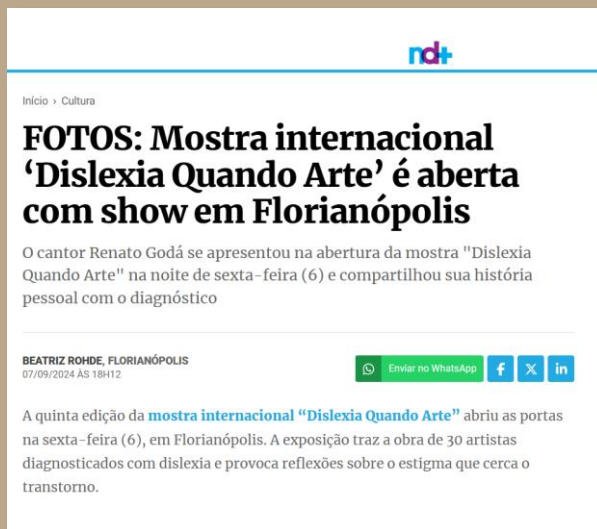 nd+
Início › Cultura
FOTOS: Mostra internacional
‘Dislexia Quando Arte’ é aberta
com show em Florianópolis
O cantor Renato Godá se apresentou na abertura da mostra "Dislexia
Quando Arte" na noite de sexta-feira (6) e compartilhou sua história
pessoal com o diagnóstico
BEATRIZ ROHDE, FLORIANÓPOLIS
07/09/2024 ÀS 18H12
Enviar no WhatsApp f X in
A quinta edição da mostra internacional “Dislexia Quando Arte” abriu as portas
na sexta-feira (6), em Florianópolis. A exposição traz a obra de 30 artistas
diagnosticados com dislexia e provoca reflexões sobre o estigma que cerca o
transtorno.